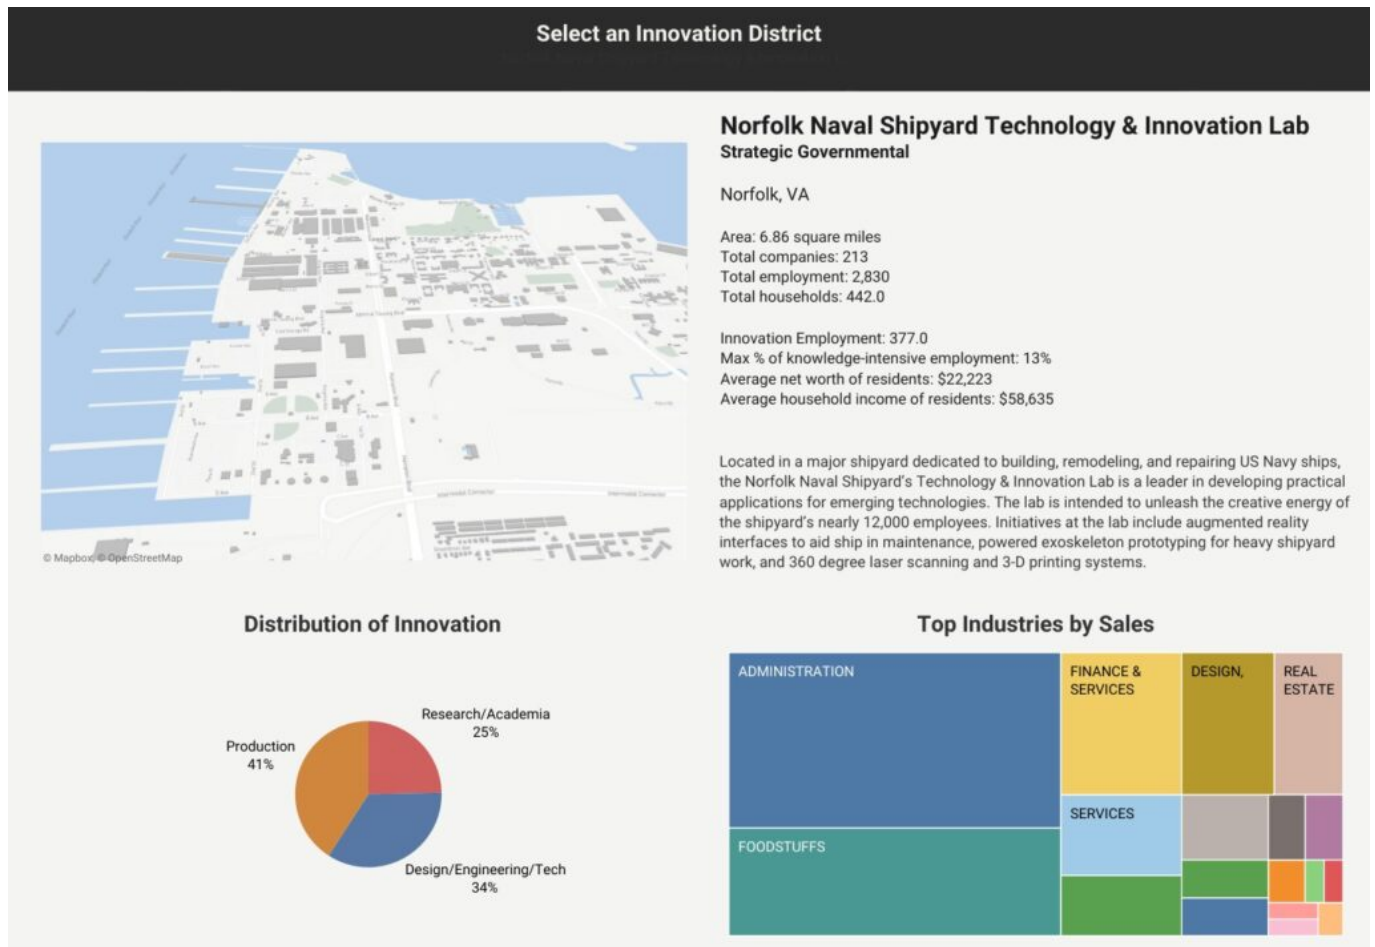 Select an Innovation District
Norfolk Naval Shipyard Technology & Innovation Lab
Strategic Governmental
Norfolk, VA
Area: 6.86 square miles
Total companies: 213
Total employment: 2,830
Total households: 442.0
Innovation Employment: 377.0
Max % of knowledge-intensive employment: 13%
Average net worth of residents: $22,223
Average household income of residents: $58,635
Located in a major shipyard dedicated to building, remodeling, and repairing US Navy ships,
the Norfolk Naval Shipyard's Technology & Innovation Lab is a leader in developing practical
applications for emerging technologies. The lab is intended to unleash the creative energy of
the shipyard's nearly 12,000 employees. Initiatives at the lab include augmented reality
interfaces to aid ship in maintenance, powered exoskeleton prototyping for heavy shipyard
work, and 360 degree laser scanning and 3-D printing systems.
Intermodal Connector
Intermodal Connector
© Mapbox, © OpenStreetMap
Distribution of Innovation
Research/Academia
25%
Production
41%
Design/Engineering/Tech
34%
Top Industries by Sales
ADMINISTRATION
FINANCE &
SERVICES
DESIGN,
REAL
ESTATE
SERVICES
FOODSTUFFS